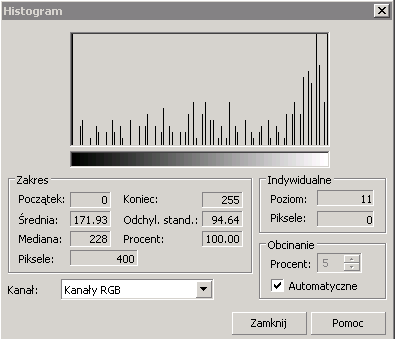 Histogram
Zakres
Początek: 0 Koniec: 255
Średnia: 171.93 Odchyl. stand.: 94.64
Mediana: 228 Procent: 100.00
Piksele: 400
Indywidualne
Poziom: 11
Piksele: 0
Obcinanie
Procent: 5
Automatyczne
Kanał: Kanały RGB
Zamknij Pomoc